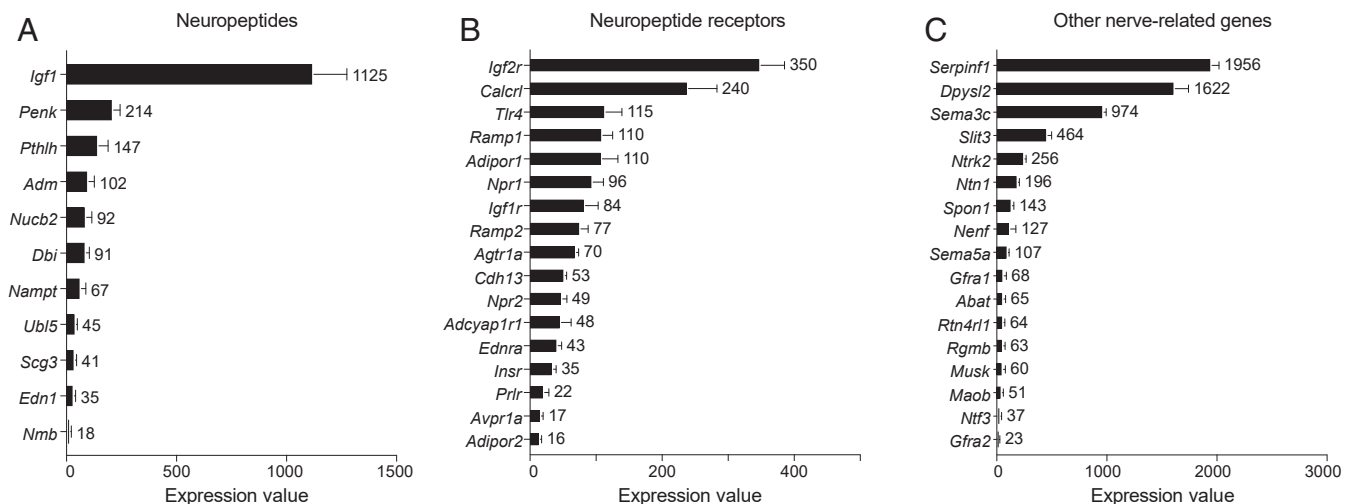 A
Neuropeptides
Igf1 1125
Penk 214
Pthlh 147
Adm 102
Nucb2 92
Dbi 91
Nampt 67
Ubl5 45
Scg3 41
Edn1 35
Nmb 18
0 500 1000 1500
Expression value
B
Neuropeptide receptors
Igf2r 350
Calcrl 240
Tlr4 115
Ramp1 110
Adipor1 110
Npr1 96
Igf1r 84
Ramp2 77
Agtr1a 70
Cdh13 53
Npr2 49
Adcyap1r1 48
Ednra 43
Insr 35
Prlr 22
Avpr1a 17
Adipor2 16
0 200 400
Expression value
C
Other nerve-related genes
Serpinf1 1956
Dpysl2 1622
Sema3c 974
Slit3 464
Ntrk2 256
Ntn1 196
Spon1 143
Nenf 127
Sema5a 107
Gfra1 68
Abat 65
Rtn4rl1 64
Rgmb 63
Musk 60
Maob 51
Ntf3 37
Gfra2 23
0 1000 2000 3000
Expression value